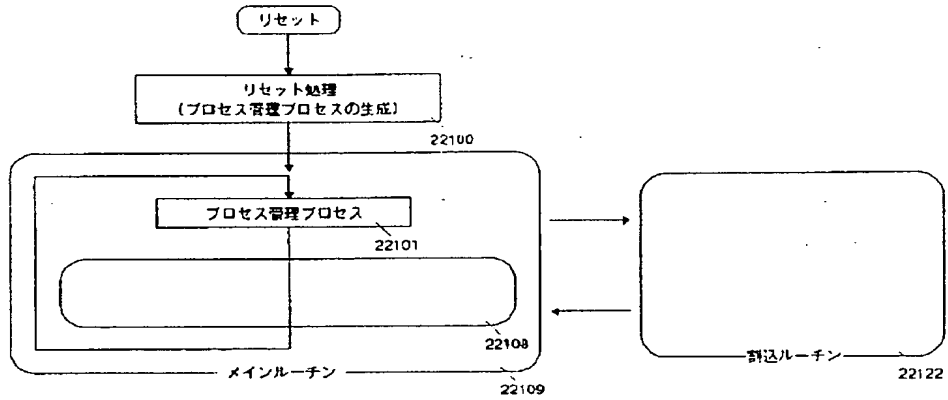 リセット
リセット処理
(プロセス管理プロセスの生成)
22100
プロセス管理プロセス
22101
22108
メインルーチン
22109
割込ルーチン
22122